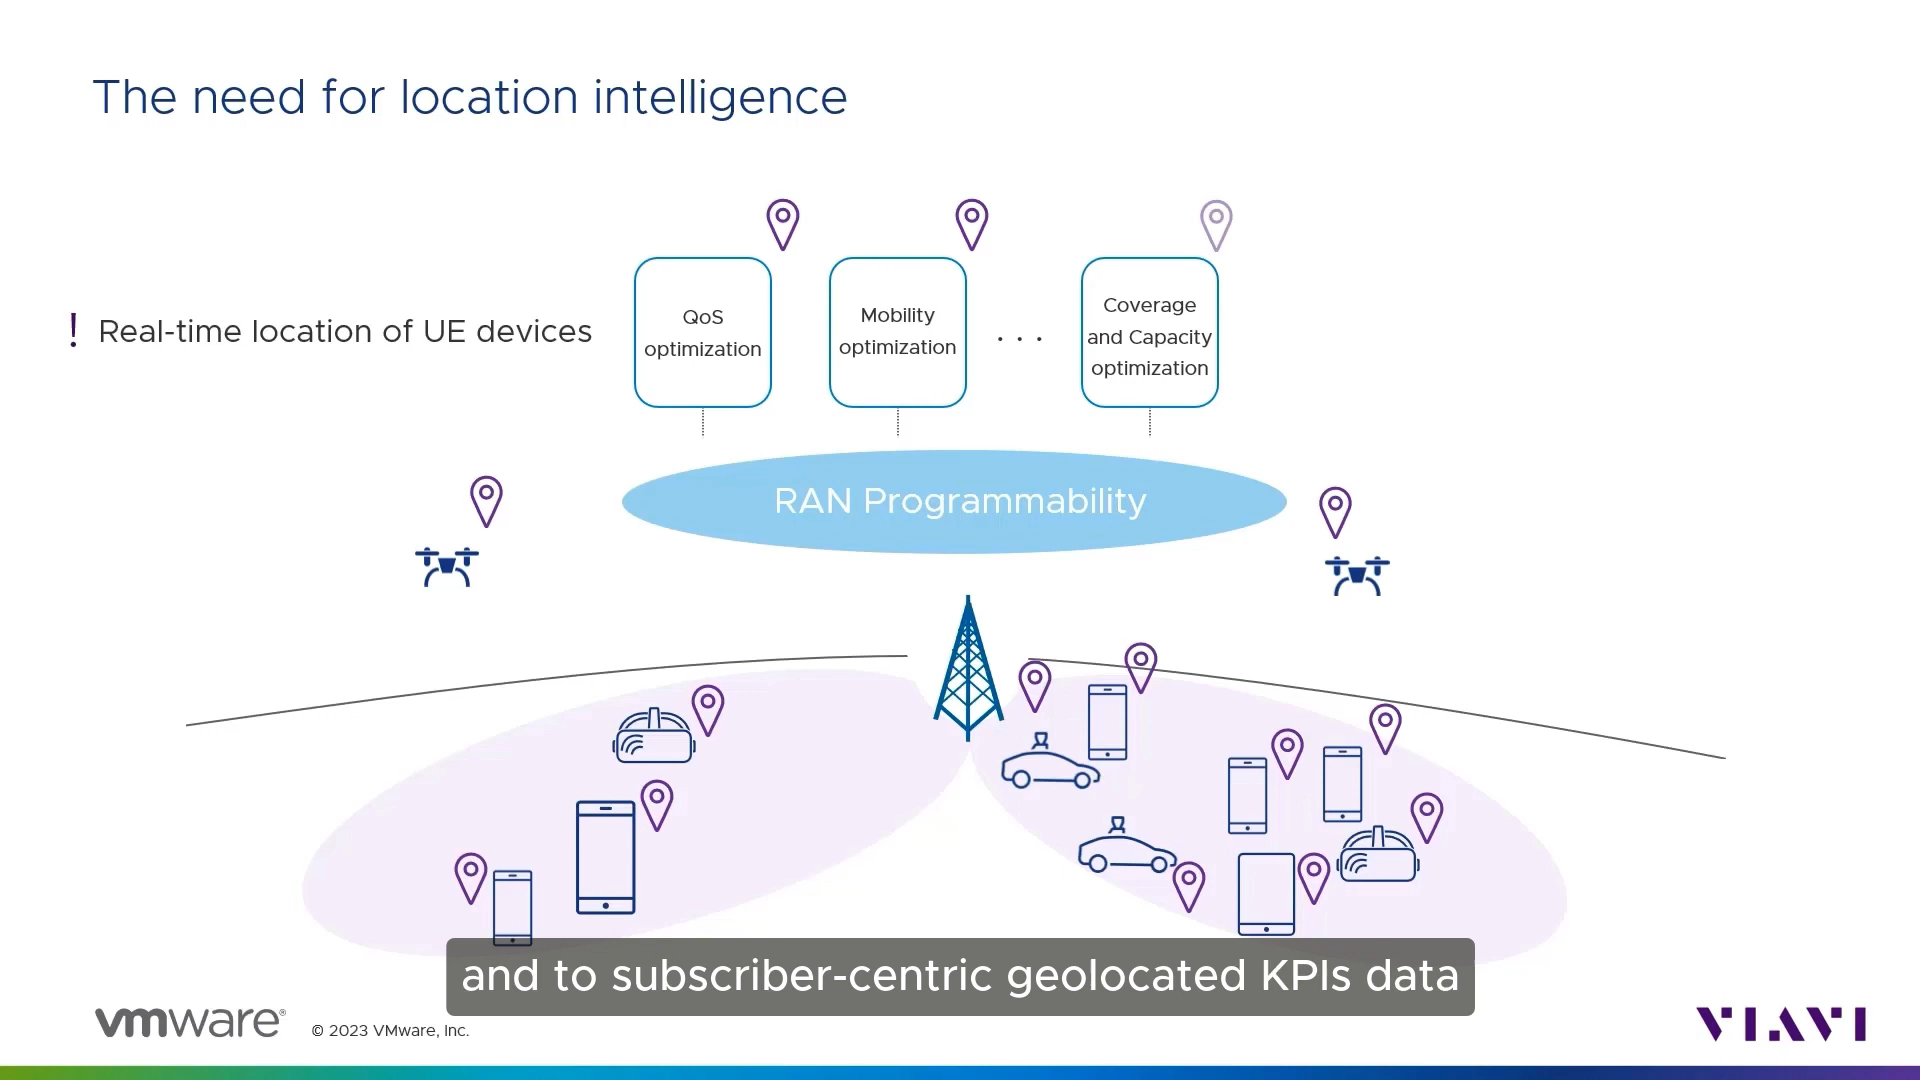 The need for location intelligence
! Real-time location of UE devices
QoS
optimization
Mobility
optimization
. . .
Coverage
and Capacity
optimization
RAN Programmability
and to subscriber-centric geolocated KPIs data
vmware®
© 2023 VMware, Inc.
VIAVI